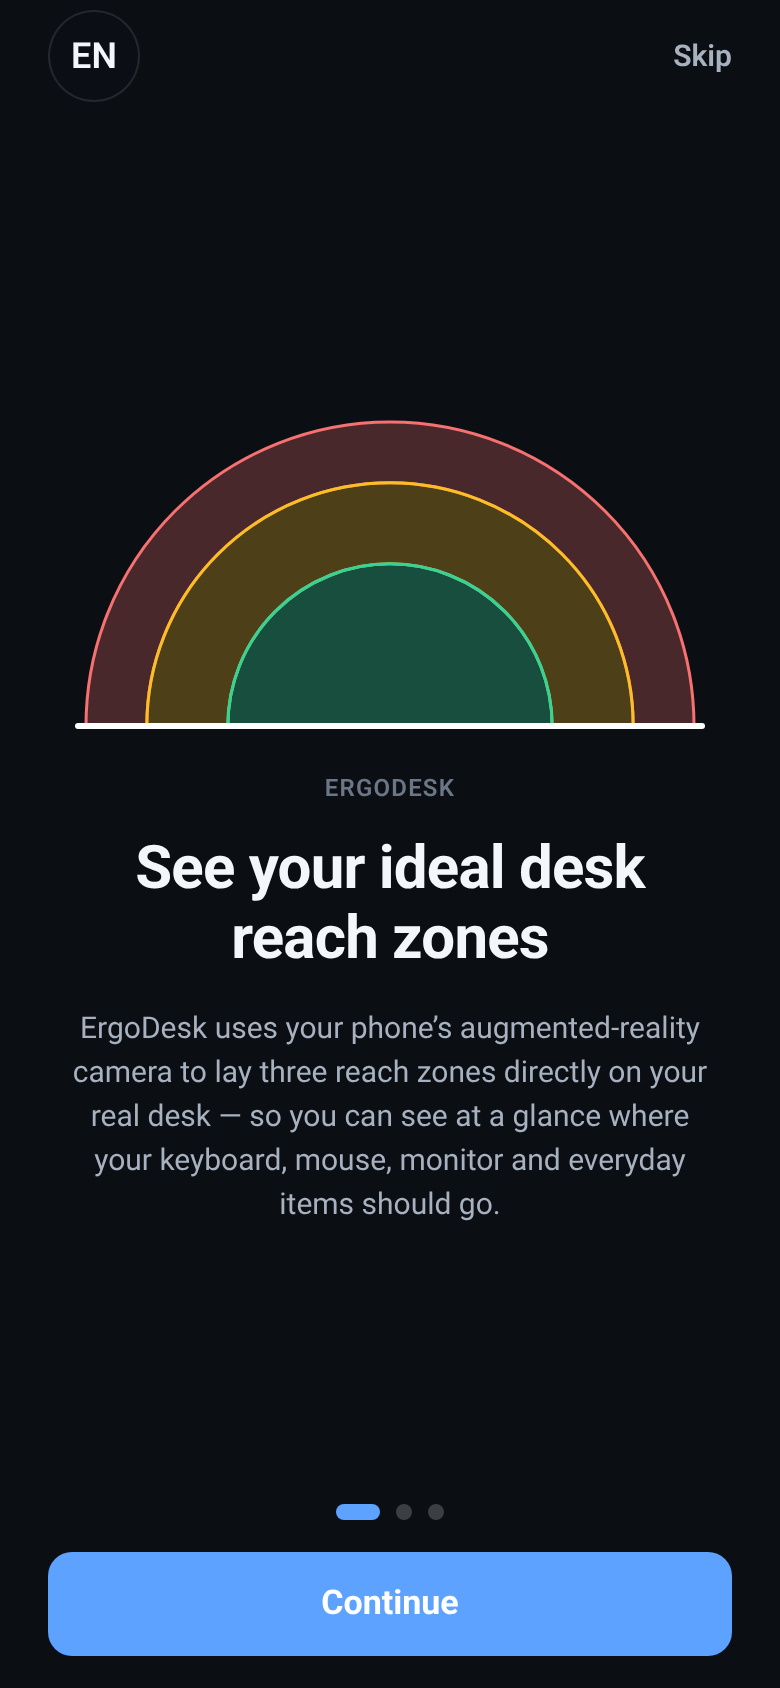 EN
Skip
ERGODESK
See your ideal desk
reach zones
ErgoDesk uses your phone’s augmented-reality
camera to lay three reach zones directly on your
real desk — so you can see at a glance where
your keyboard, mouse, monitor and everyday
items should go.
Continue